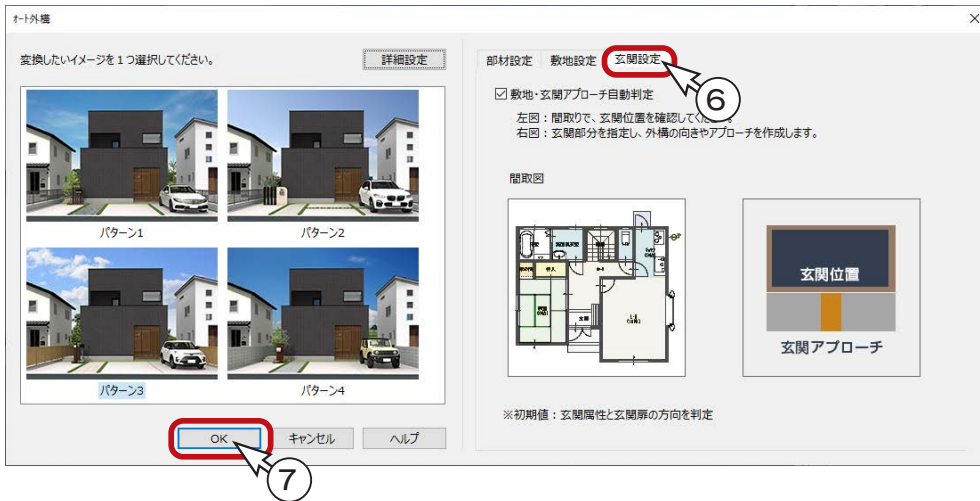 オート外構
変換したいイメージを1つ選択してください。
詳細設定
パターン1
パターン2
パターン3
パターン4
OK
キャンセル
ヘルプ
⑦
部材設定
敷地設定
玄関設定
⑥
敷地・玄関アプローチ自動判定
左図：間取りで、玄関位置を確認してください。
右図：玄関部分を指定し、外構の向きやアプローチを作成します。
間取図
玄関
玄関位置
玄関アプローチ
※初期値：玄関属性と玄関扉の方向を判定